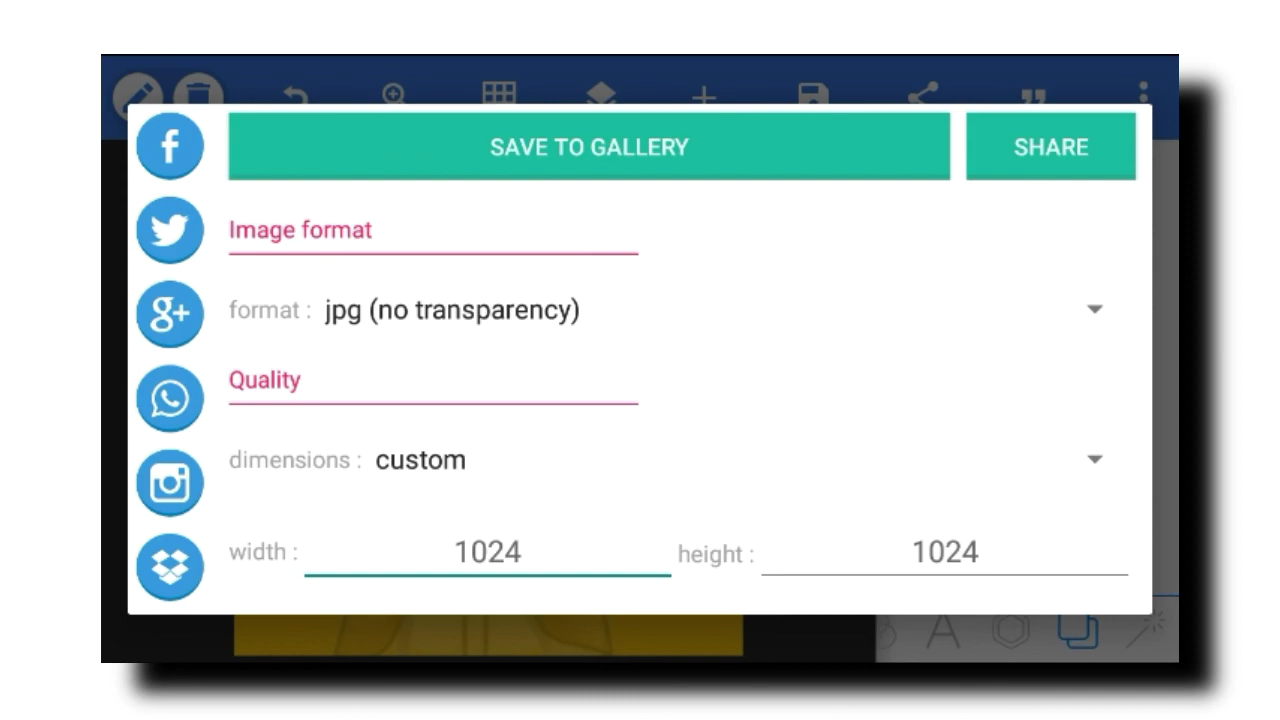 SAVE TO GALLERY SHARE
Image format
format : jpg (no transparency)
Quality
dimensions : custom
width : 1024 height : 1024